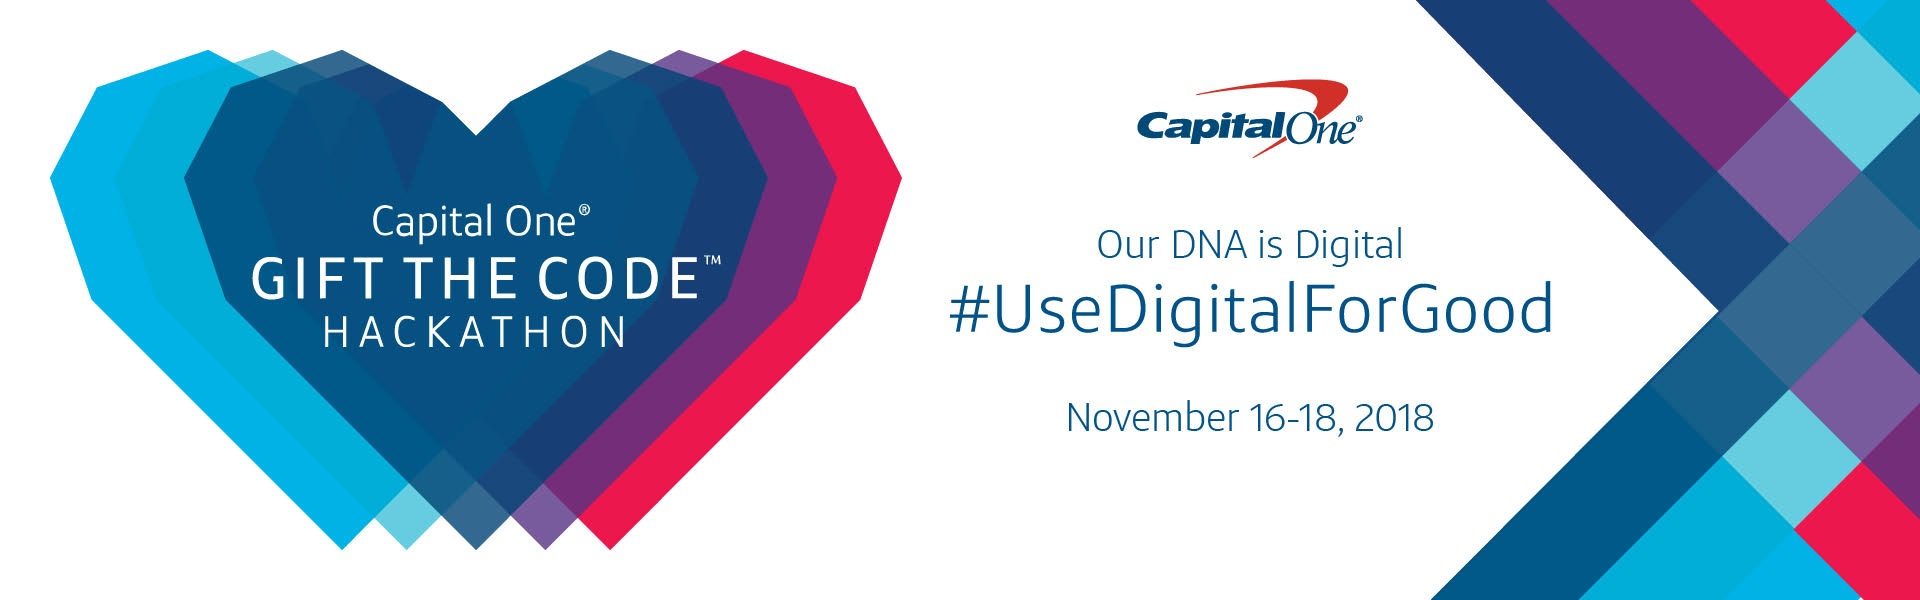 Capital One®
GIFT THE CODE™
HACKATHON
CapitalOne®
Our DNA is Digital
#UseDigitalForGood
November 16-18, 2018